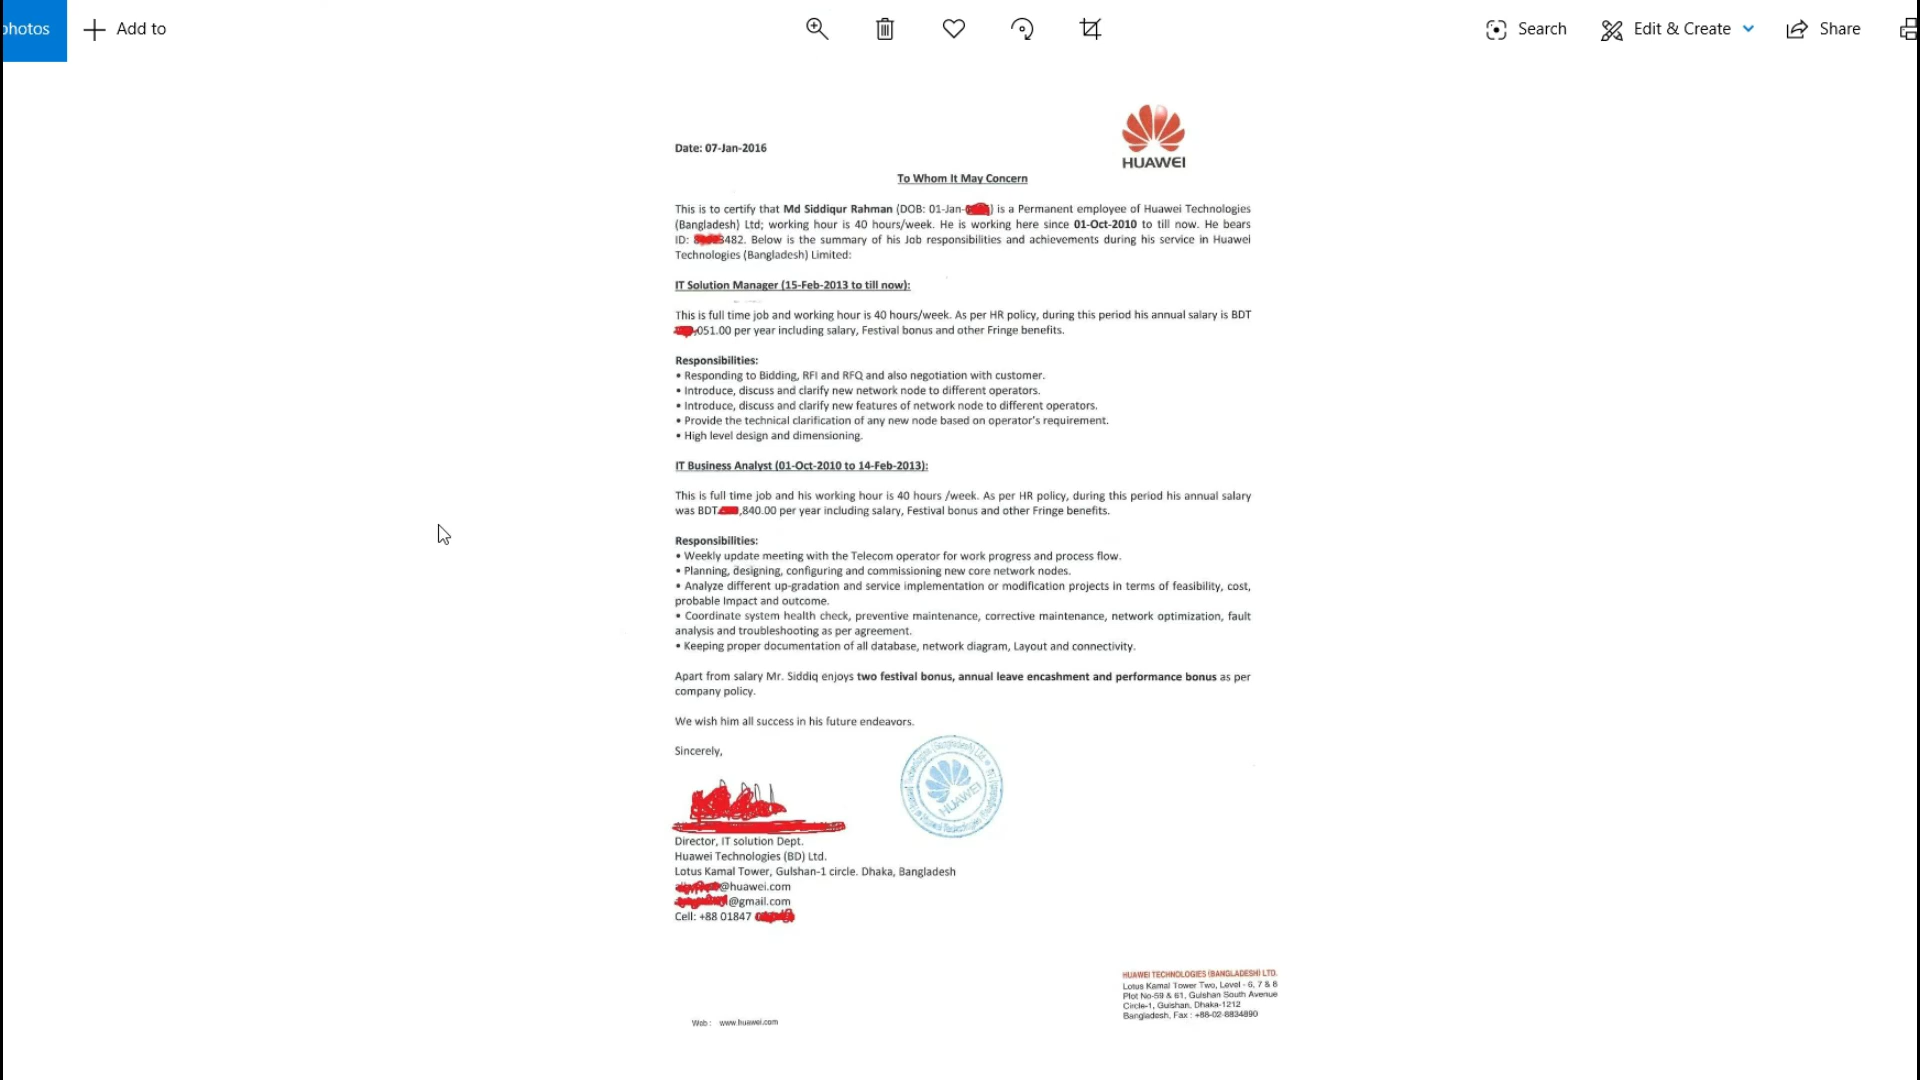 photos
Add to
Search
Edit & Create
Share
HUAWEI
Date: 07-Jan-2016
To Whom It May Concern
This is to certify that Md Siddiqur Rahman (DOB: 01-Jan- ) is a Permanent employee of Huawei Technologies
(Bangladesh) Ltd; working hour is 40 hours/week. He is working here since 01-Oct-2010 to till now. He bears
ID: 482. Below is the summary of his Job responsibilities and achievements during his service in Huawei
Technologies (Bangladesh) Limited:
IT Solution Manager (15-Feb-2013 to till now):
This is full time job and working hour is 40 hours/week. As per HR policy, during this period his annual salary is BDT
,051.00 per year including salary, Festival bonus and other Fringe benefits.
Responsibilities:
• Responding to Bidding, RFI and RFQ and also negotiation with customer.
• Introduce, discuss and clarify new network node to different operators.
• Introduce, discuss and clarify new features of network node to different operators.
• Provide the technical clarification of any new node based on operator's requirement.
• High level design and dimensioning.
IT Business Analyst (01-Oct-2010 to 14-Feb-2013):
This is full time job and his working hour is 40 hours /week. As per HR policy, during this period his annual salary
was BDT ,840.00 per year including salary, Festival bonus and other Fringe benefits.
Responsibilities:
• Weekly update meeting with the Telecom operator for work progress and process flow.
• Planning, designing, configuring and commissioning new core network nodes.
• Analyze different up-gradation and service implementation or modification projects in terms of feasibility, cost,
probable Impact and outcome.
• Coordinate system health check, preventive maintenance, corrective maintenance, network optimization, fault
analysis and troubleshooting as per agreement.
• Keeping proper documentation of all database, network diagram, Layout and connectivity.
Apart from salary Mr. Siddiq enjoys two festival bonus, annual leave encashment and performance bonus as per
company policy.
We wish him all success in his future endeavors.
Sincerely,
HUAWEI
Director, IT solution Dept.
Huawei Technologies (BD) Ltd.
Lotus Kamal Tower, Gulshan-1 circle. Dhaka, Bangladesh
@huawei.com
@gmail.com
Cell: +88 01847
HUAWEI TECHNOLOGIES (BANGLADESH) LTD.
Lotus Kamal Tower Two, Level - 6, 7 & 8
Plot No-59 & 61, Gulshan South Avenue
Circle-1, Gulshan, Dhaka-1212
Bangladesh, Fax : +88-02-8834890
Web : www.huawei.com